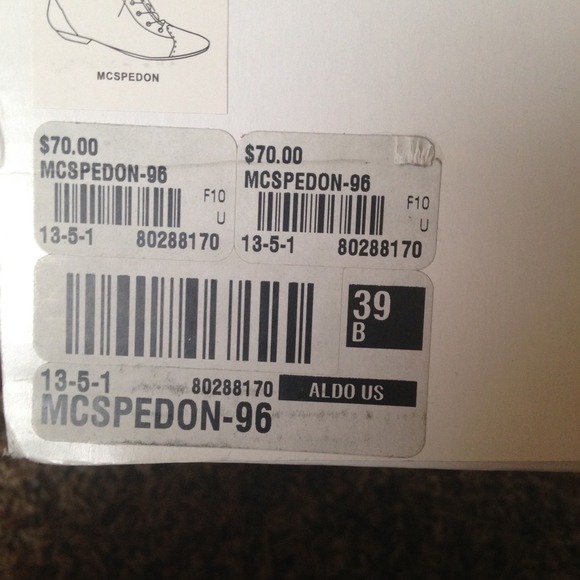 MCSPEDON
$70.00
MCSPEDON-96
F10
U
13-5-1 80288170
$70.00
MCSPEDON-96
F10
U
13-5-1 80288170
39
B
13-5-1 80288170 ALDO US
MCSPEDON-96